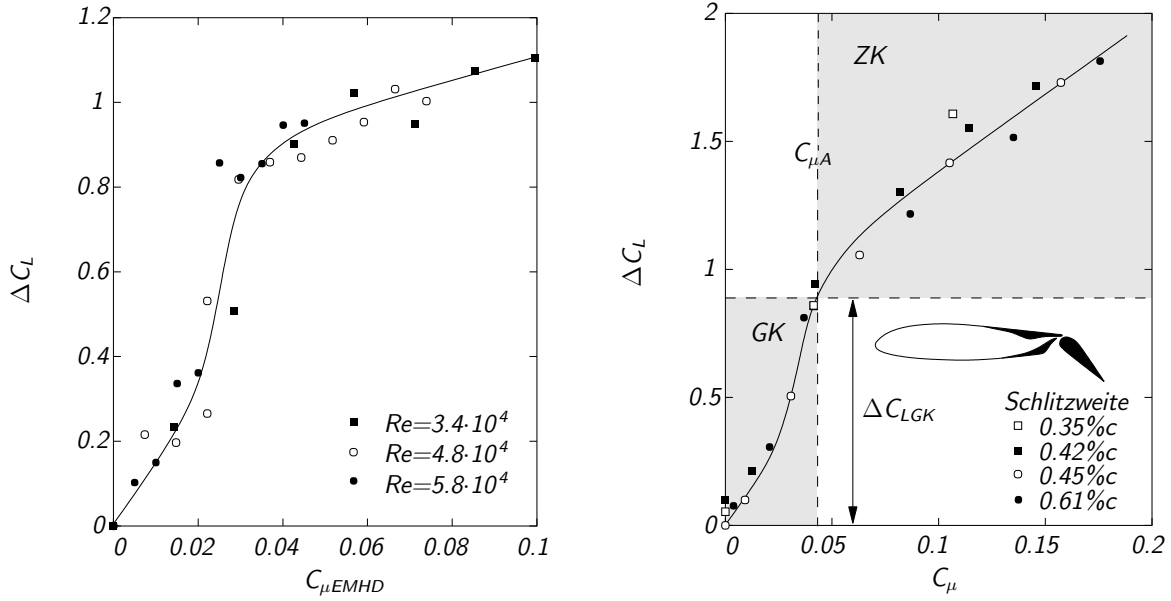 1.2
1
0.8
0.6
0.4
0.2
0
ΔC_L
0 0.02 0.04 0.06 0.08 0.1
C_μEMHD
Re=3.4·10^4
Re=4.8·10^4
Re=5.8·10^4
2
1.5
1
0.5
0
ΔC_L
0 0.05 0.1 0.15 0.2
C_μ
ZK
C_μA
GK
ΔC_LGK
Schlitzweite
0.35%c
0.42%c
0.45%c
0.61%c